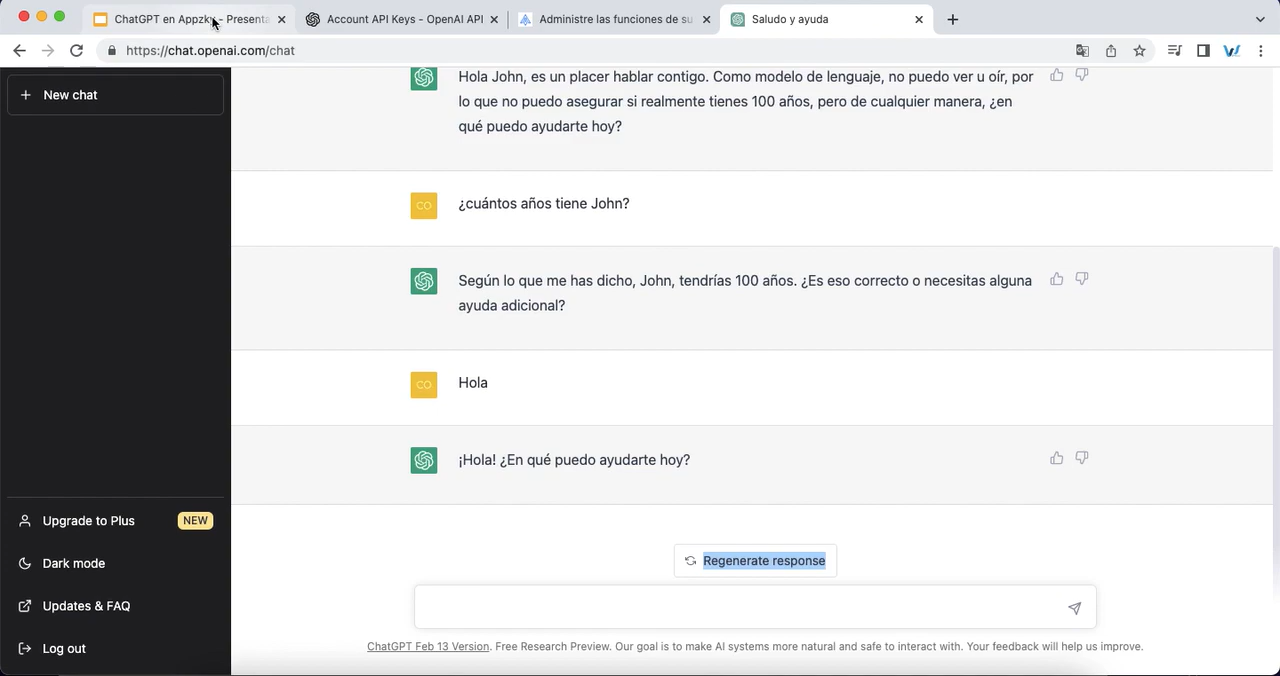 ChatGPT en Appzk - Presenta
Account API Keys - OpenAI API
Administre las funciones de su
Saludo y ayuda
https://chat.openai.com/chat
New chat
Hola John, es un placer hablar contigo. Como modelo de lenguaje, no puedo ver u oír, por
lo que no puedo asegurar si realmente tienes 100 años, pero de cualquier manera, ¿en
qué puedo ayudarte hoy?
CO
¿cuántos años tiene John?
Según lo que me has dicho, John, tendrías 100 años. ¿Es eso correcto o necesitas alguna
ayuda adicional?
CO
Hola
¡Hola! ¿En qué puedo ayudarte hoy?
Upgrade to Plus
NEW
Dark mode
Updates & FAQ
Log out
Regenerate response
ChatGPT Feb 13 Version. Free Research Preview. Our goal is to make AI systems more natural and safe to interact with. Your feedback will help us improve.